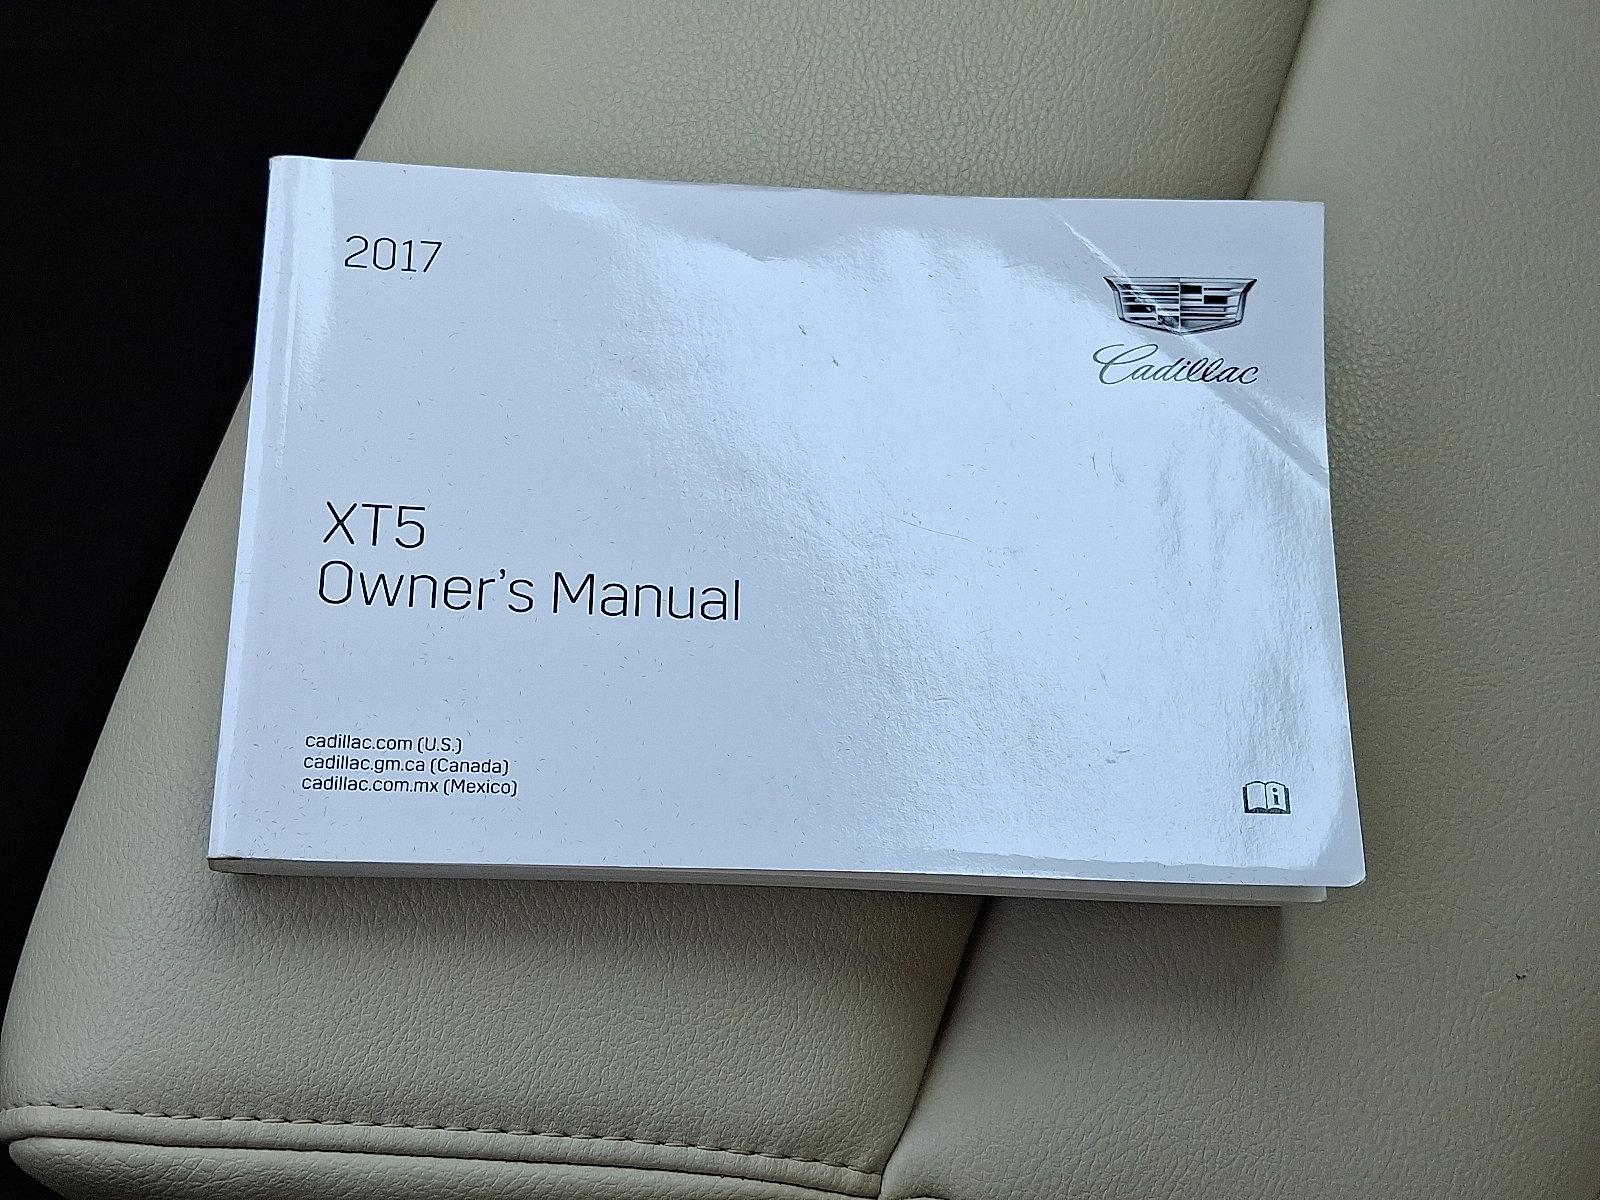 2017
Cadillac
XT5
Owner's Manual
cadillac.com (U.S.)
cadillac.gm.ca (Canada)
cadillac.com.mx (Mexico)